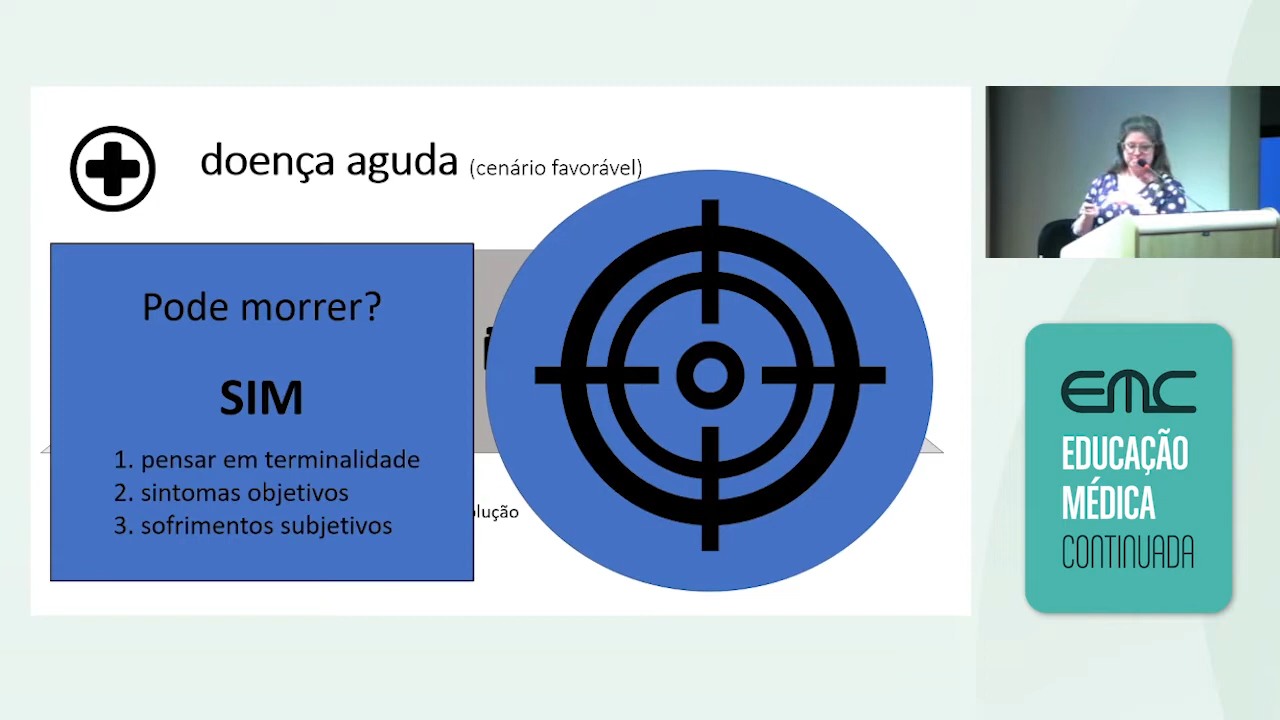 doença aguda (cenário favorável)
Pode morrer?
SIM
1. pensar em terminalidade
2. sintomas objetivos
3. sofrimentos subjetivos
EMC
EDUCAÇÃO
MÉDICA
CONTINUADA